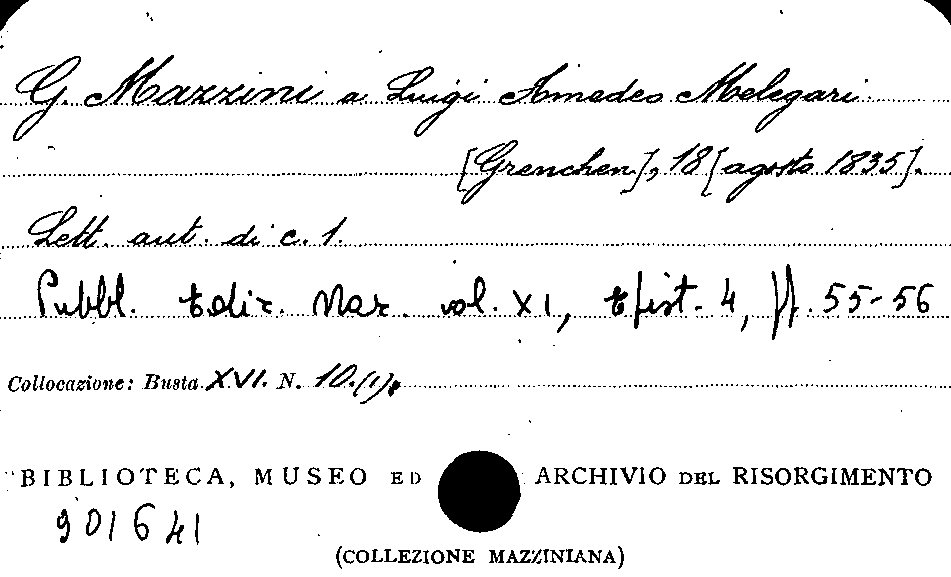 G. Mazzini a Luigi Amedeo Melegari.
[Grenchen], 18 [agosto 1835].
Lett. aut. di c. 1.
Pubbl. Ediz. Naz. vol. XI, Epist. 4, pp. 55-56
Collocazione: Busta XVI. N. 10.(1).
BIBLIOTECA, MUSEO ED ARCHIVIO DEL RISORGIMENTO
901641
(COLLEZIONE MAZZINIANA)